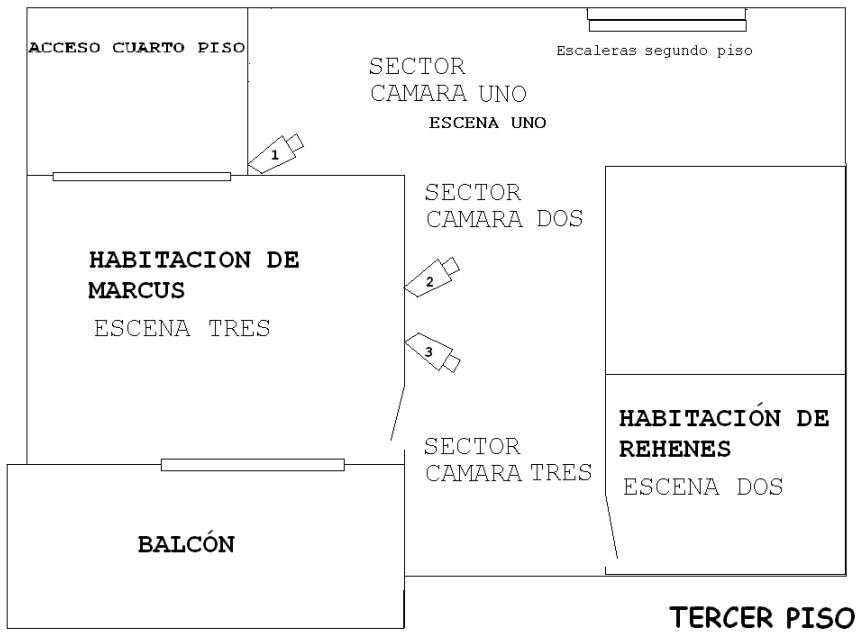 ACCESO CUARTO PISO
Escaleras segundo piso
SECTOR
CAMARA UNO
ESCENA UNO
1
SECTOR
CAMARA DOS
HABITACION DE
MARCUS
ESCENA TRES
2
3
HABITACIÓN DE
REHENES
ESCENA DOS
SECTOR
CAMARA TRES
BALCÓN
TERCER PISO